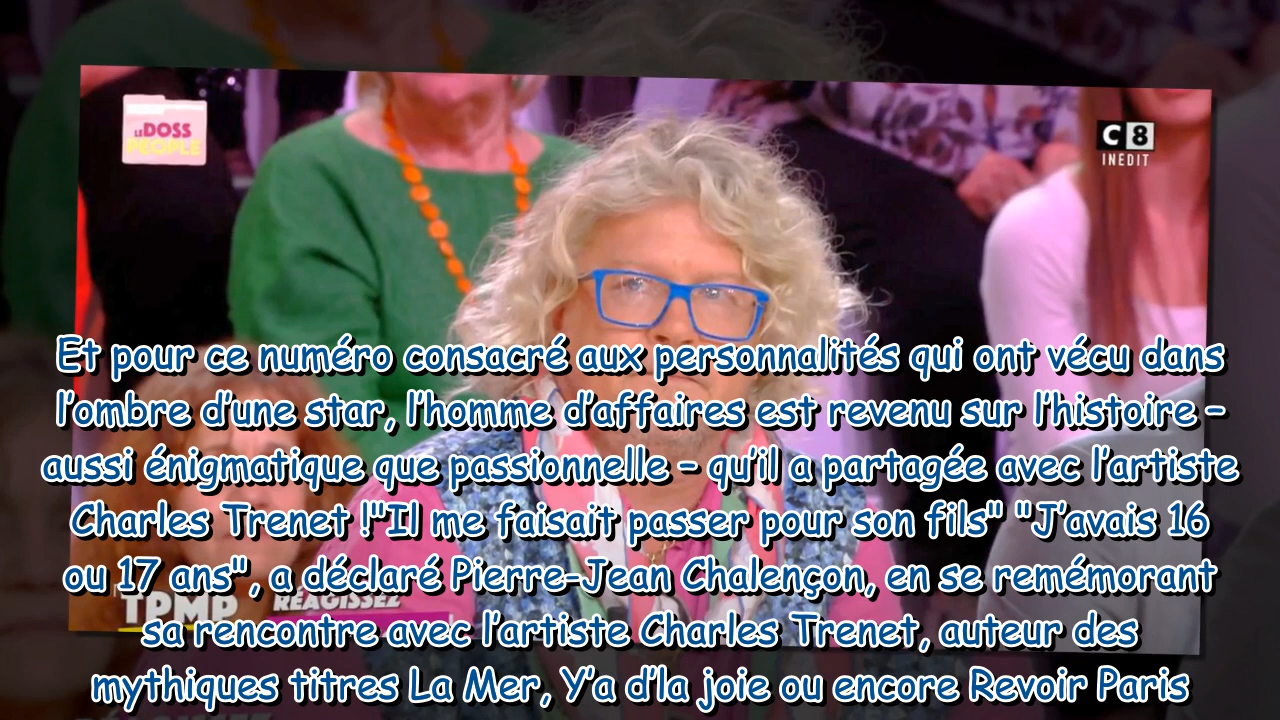 LE DOSS
PEOPLE
C8
INEDIT
Et pour ce numéro consacré aux personnalités qui ont vécu dans
l'ombre d'une star, l'homme d'affaires est revenu sur l'histoire –
aussi énigmatique que passionnelle – qu'il a partagée avec l'artiste
Charles Trenet !"Il me faisait passer pour son fils" "J'avais 16
ou 17 ans", a déclaré Pierre-Jean Chalençon, en se remémorant
TPMP RÉAGISSEZ
sa rencontre avec l'artiste Charles Trenet, auteur des
mythiques titres La Mer, Y'a d'la joie ou encore Revoir Paris